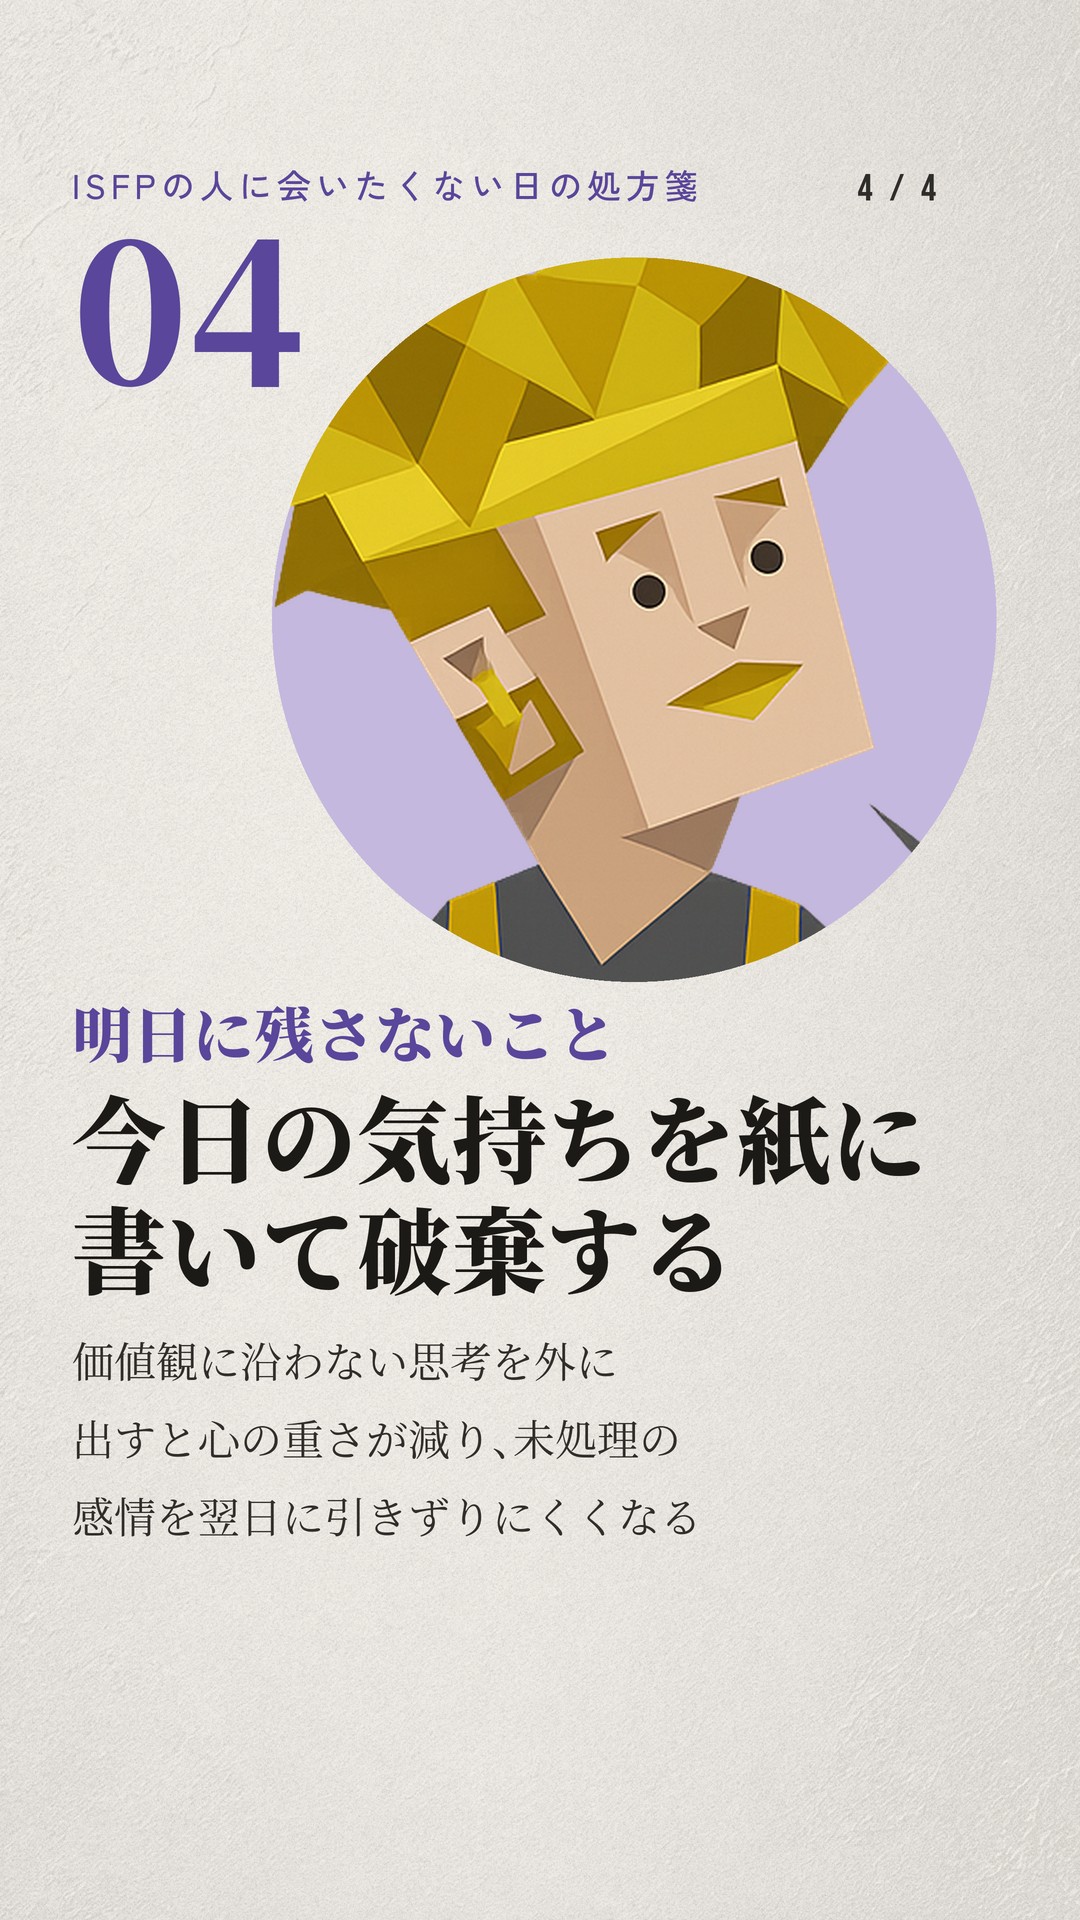 ISFPの人に会いたくない日の処方箋
4 / 4
04
明日に残さないこと
今日の気持ちを紙に
書いて破棄する
価値観に沿わない思考を外に
出すと心の重さが減り、未処理の
感情を翌日に引きずりにくくなる